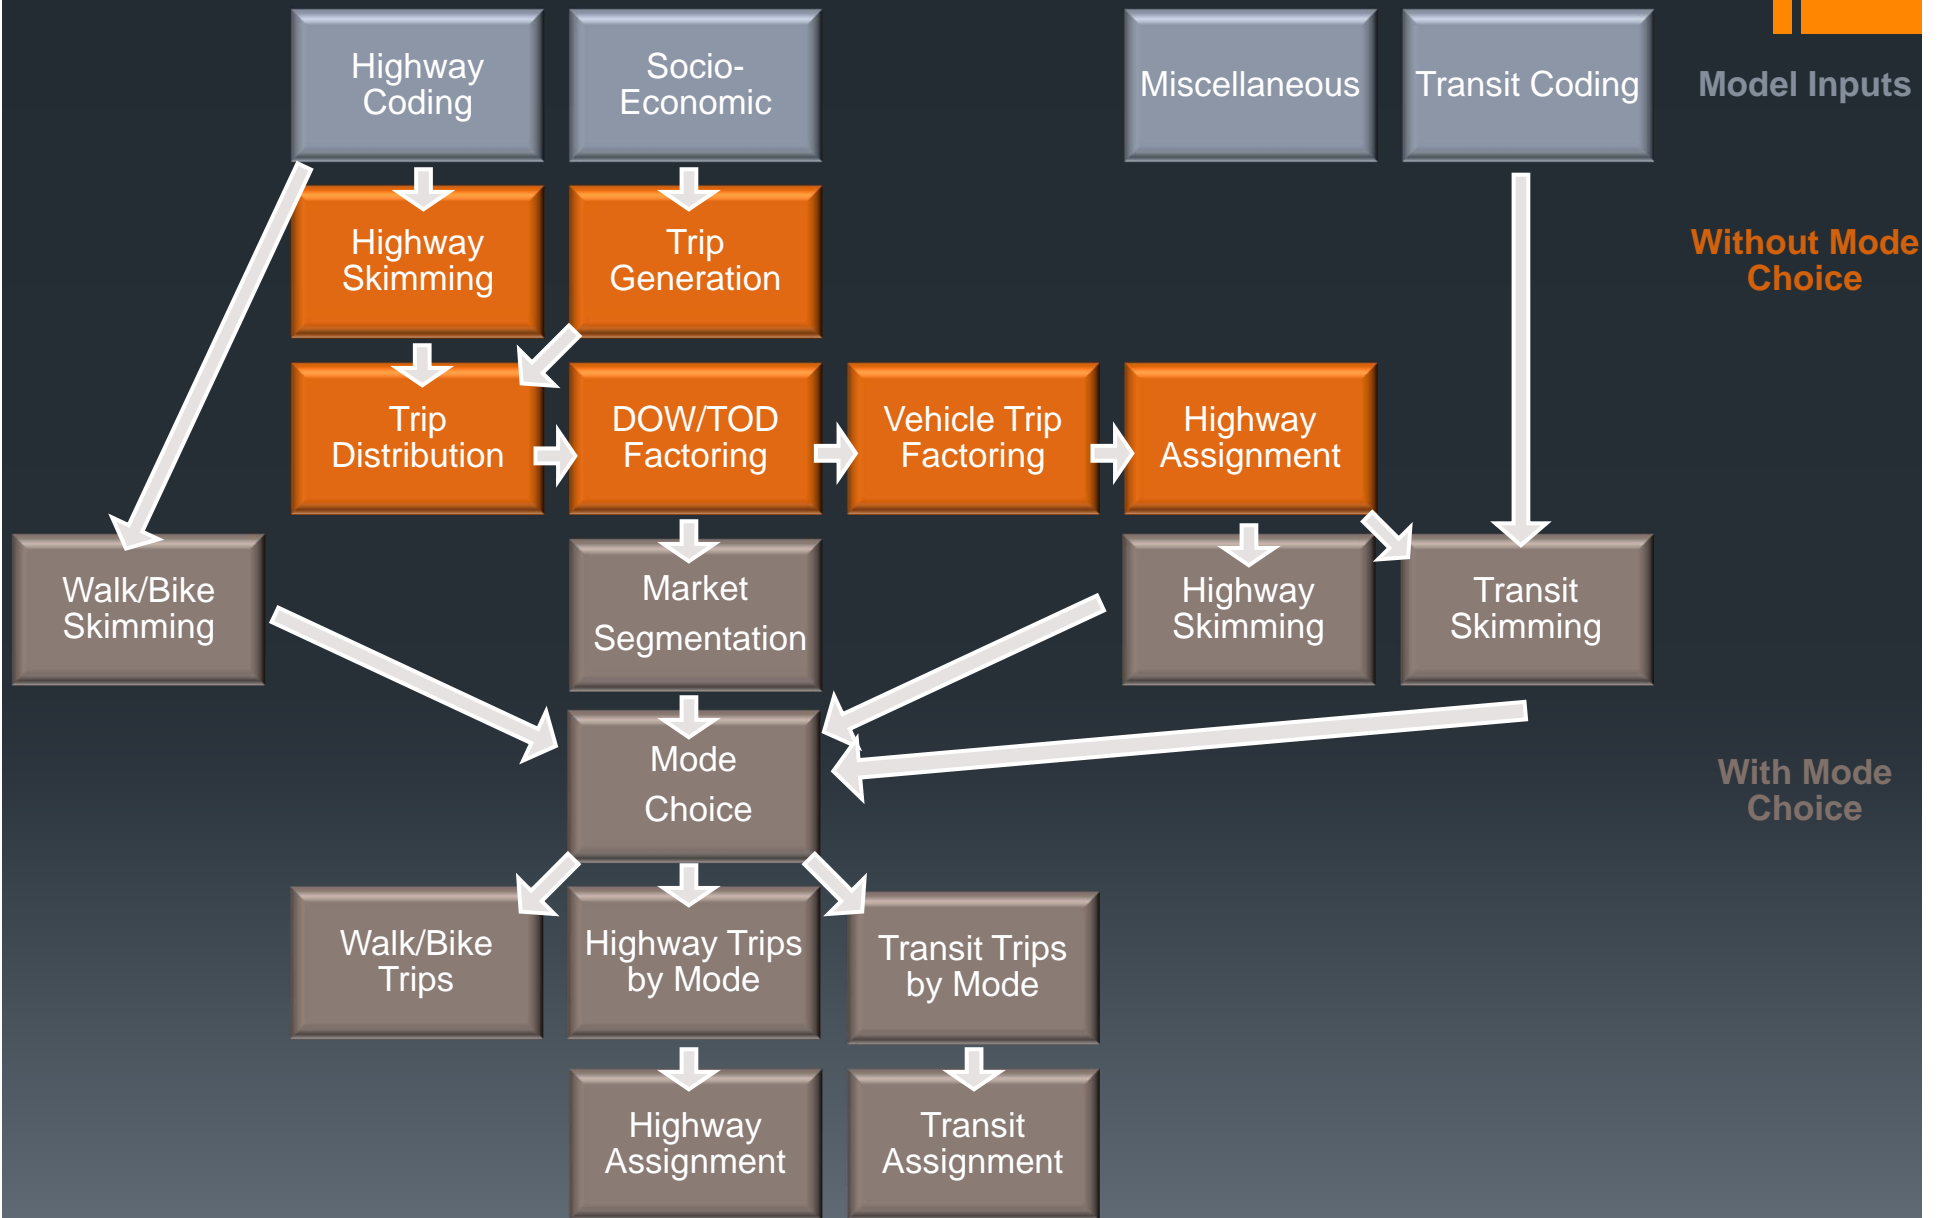 Highway
Coding
Socio-
Economic
Miscellaneous
Transit Coding
Model Inputs
Highway
Skimming
Trip
Generation
Without Mode
Choice
Trip
Distribution
DOW/TOD
Factoring
Vehicle Trip
Factoring
Highway
Assignment
Walk/Bike
Skimming
Market
Segmentation
Highway
Skimming
Transit
Skimming
Mode
Choice
With Mode
Choice
Walk/Bike
Trips
Highway Trips
by Mode
Transit Trips
by Mode
Highway
Assignment
Transit
Assignment